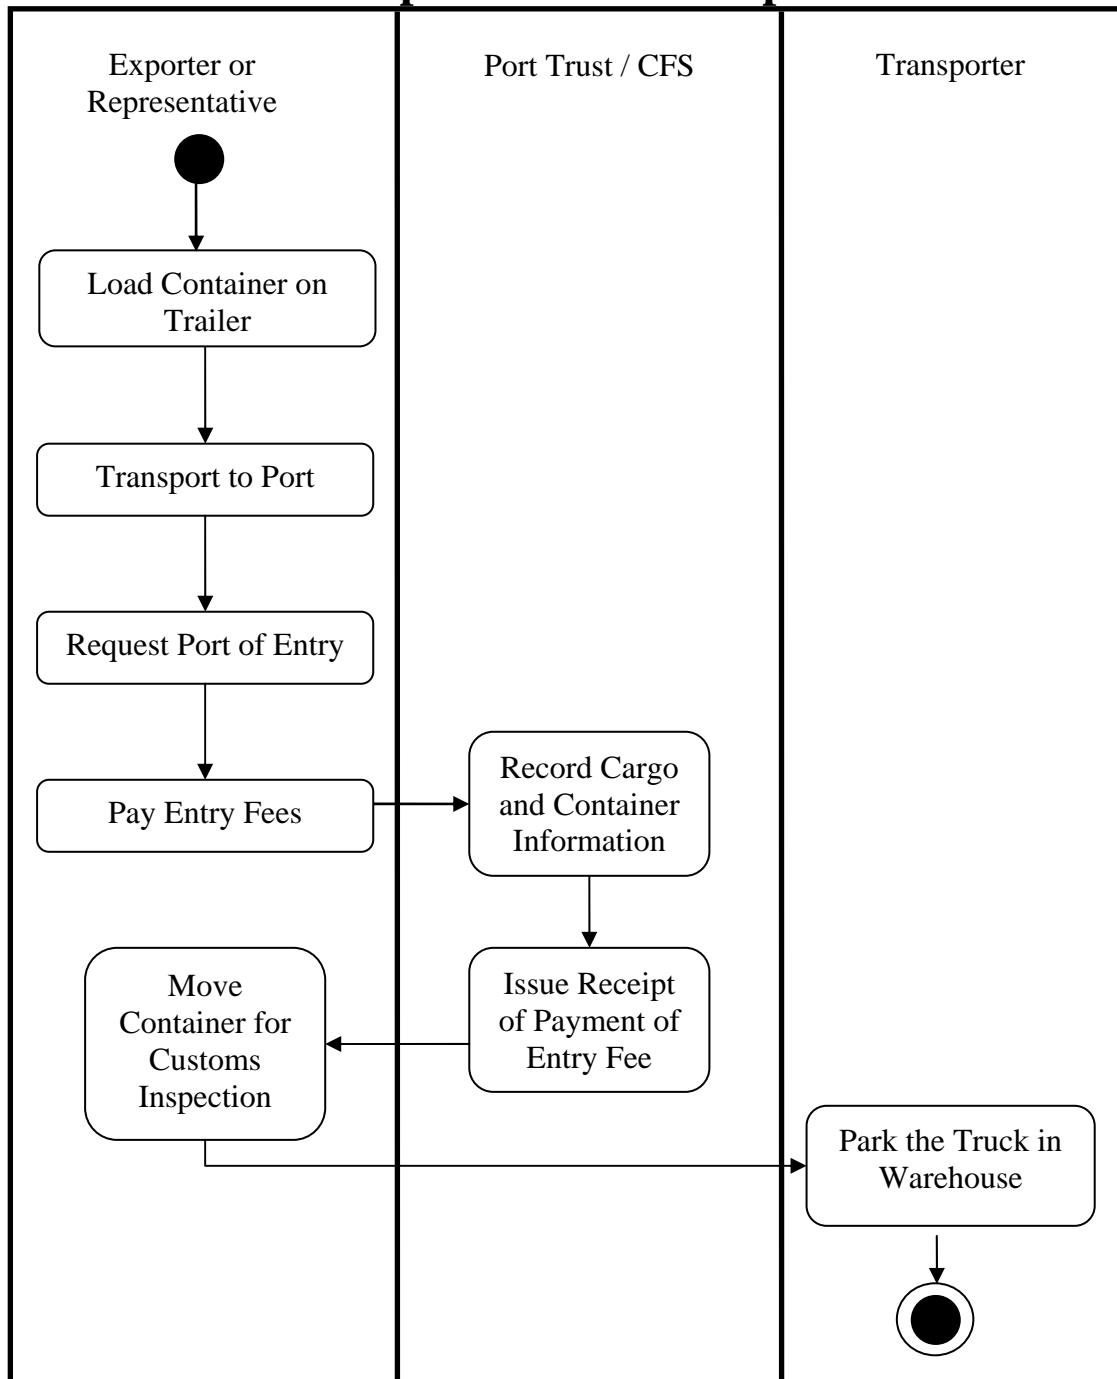 Exporter or
Representative
Port Trust / CFS
Transporter
Load Container on
Trailer
Transport to Port
Request Port of Entry
Pay Entry Fees
Record Cargo
and Container
Information
Issue Receipt
of Payment of
Entry Fee
Move
Container for
Customs
Inspection
Park the Truck in
Warehouse